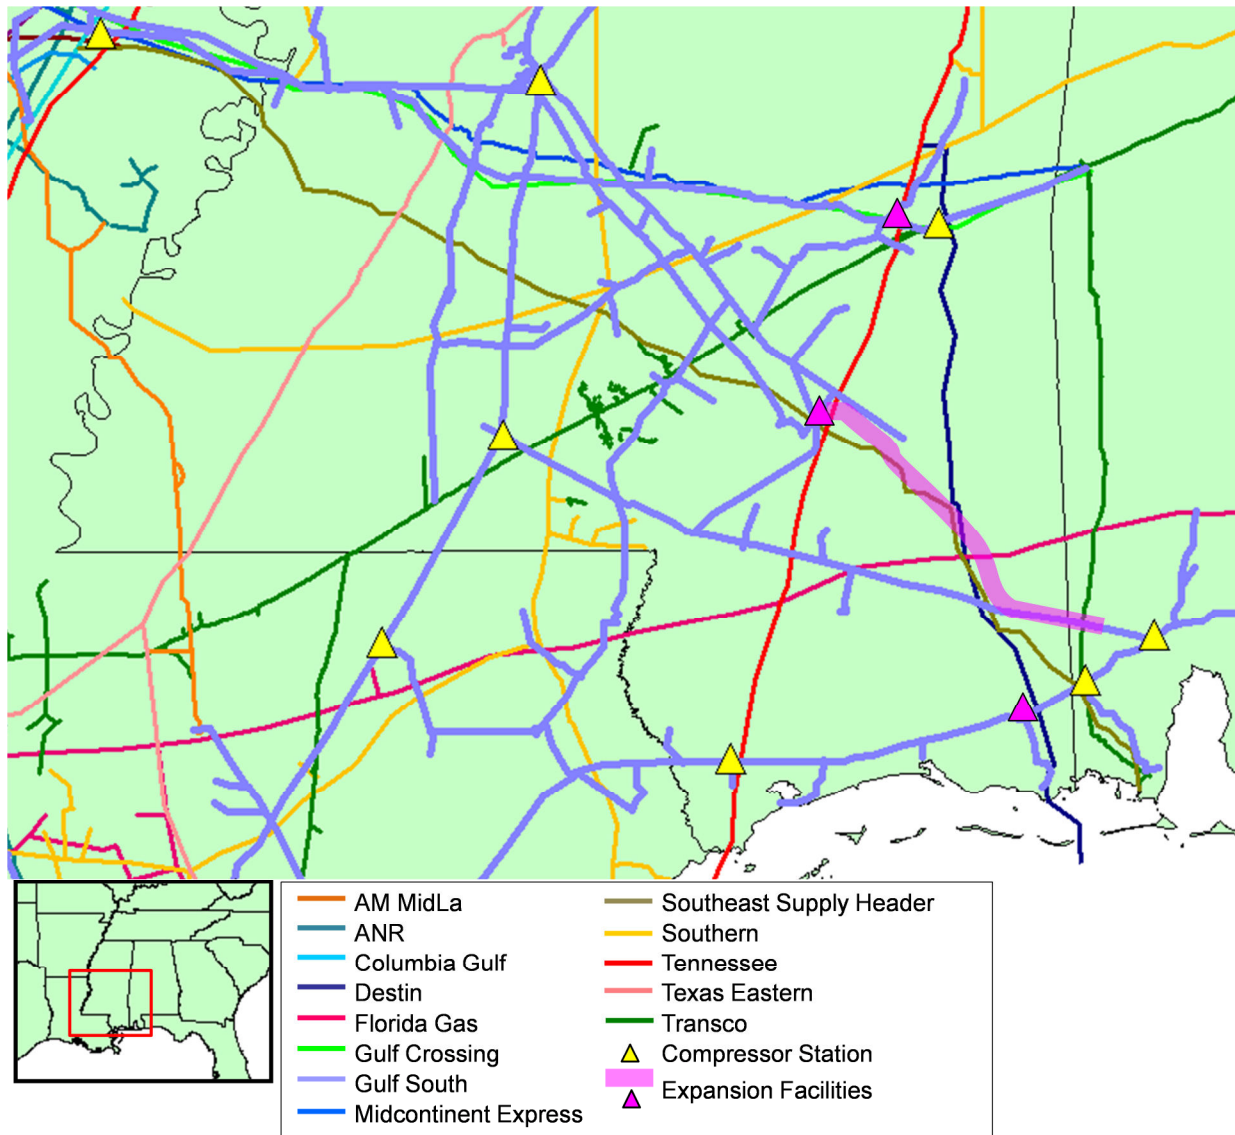 AM MidLa
ANR
Columbia Gulf
Destin
Florida Gas
Gulf Crossing
Gulf South
Midcontinent Express
Southeast Supply Header
Southern
Tennessee
Texas Eastern
Transco
Compressor Station
Expansion Facilities